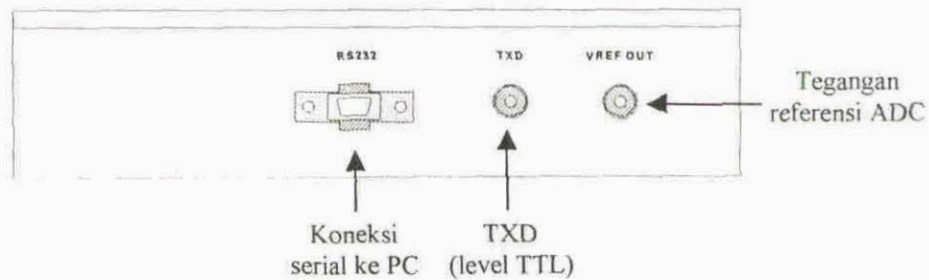 RS232 TXD VREF OUT
Tegangan
referensi ADC
Koneksi
serial ke PC
TXD
(level TTL)